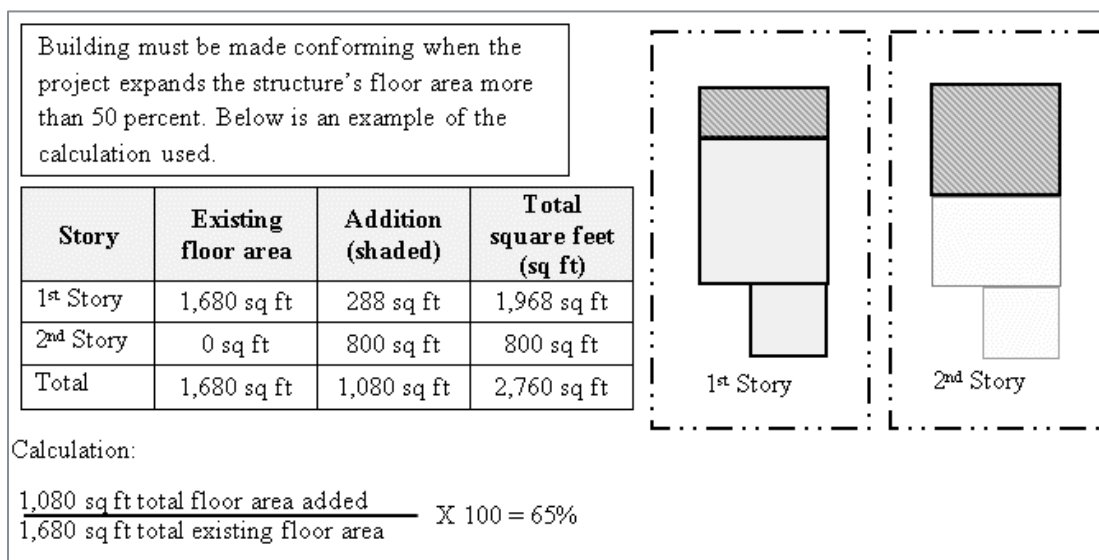 Building must be made conforming when the
project expands the structure's floor area more
than 50 percent. Below is an example of the
calculation used.
Story Existing floor area Addition (shaded) Total square feet (sq ft)
1st Story 1,680 sq ft 288 sq ft 1,968 sq ft
2nd Story 0 sq ft 800 sq ft 800 sq ft
Total 1,680 sq ft 1,080 sq ft 2,760 sq ft
1st Story
2nd Story
Calculation:
1,080 sq ft total floor area added
1,680 sq ft total existing floor area
X 100 = 65%